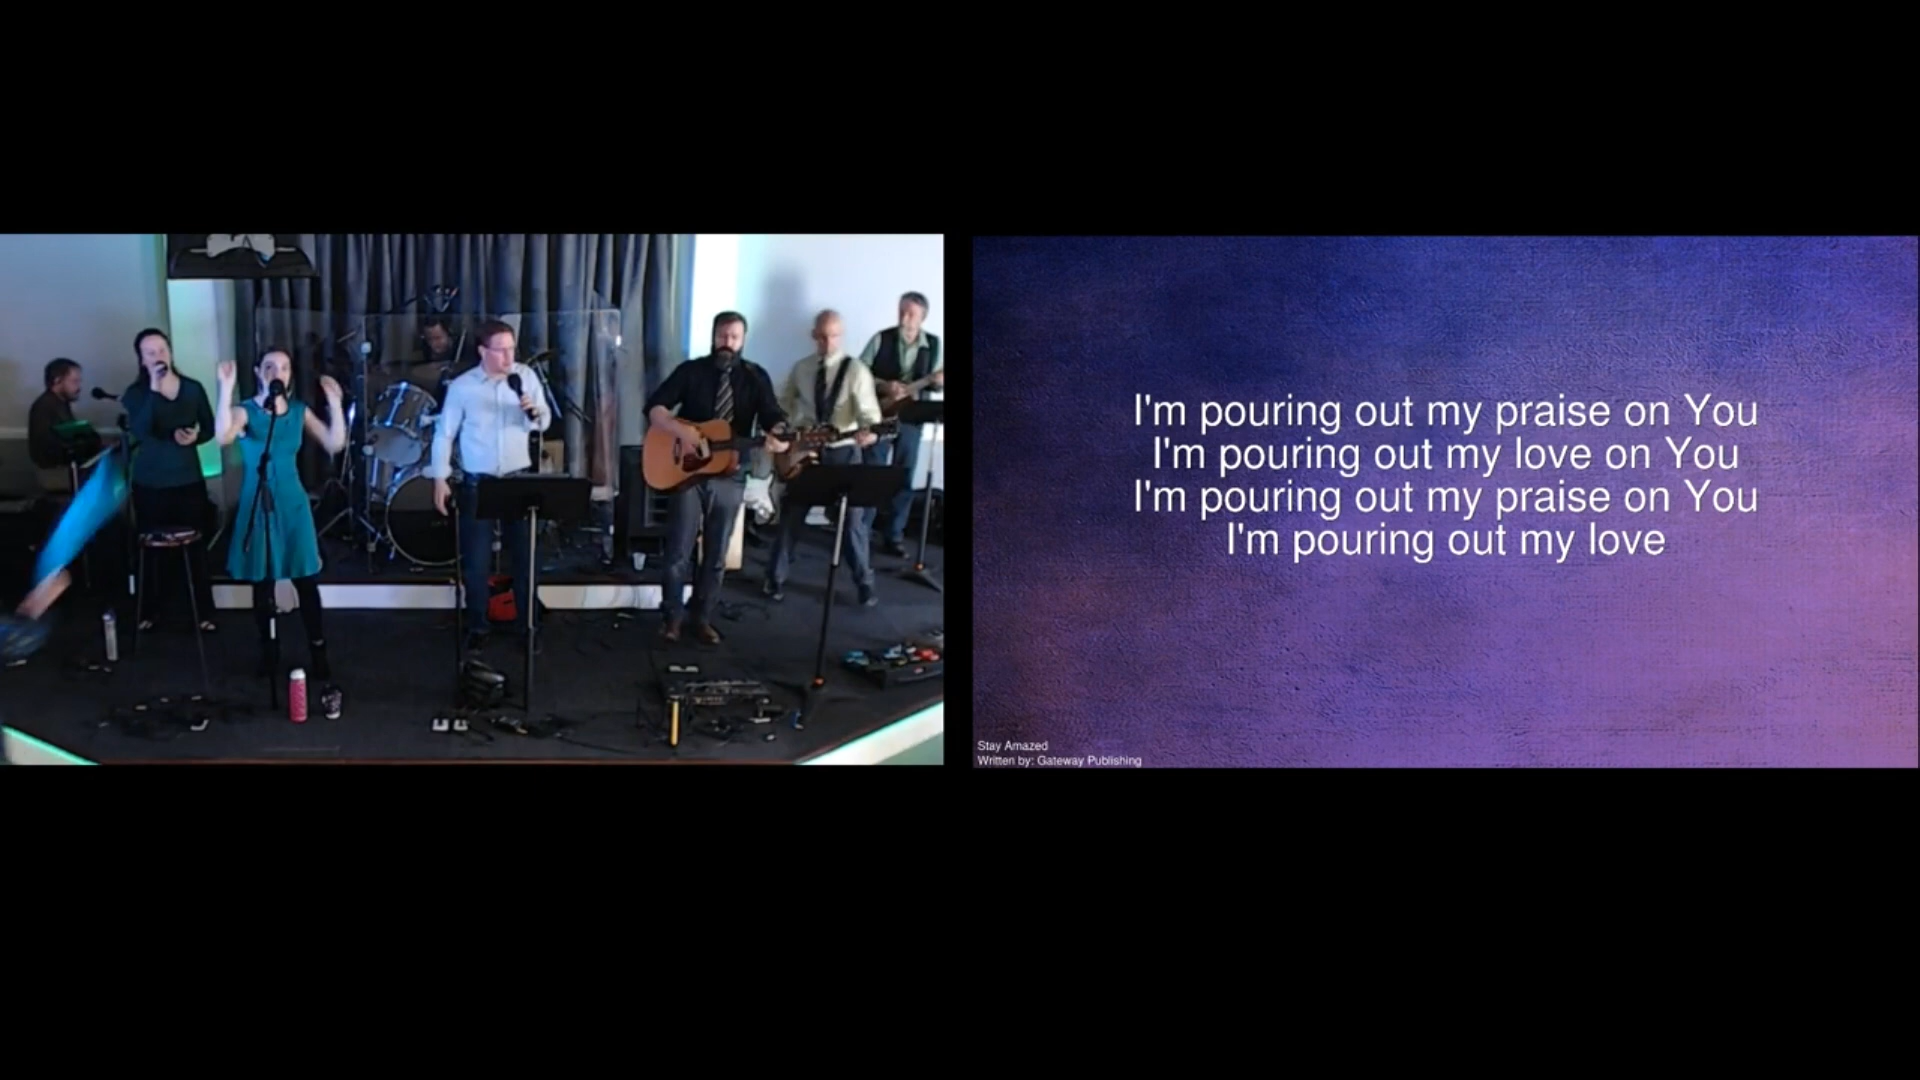 I'm pouring out my praise on You
I'm pouring out my love on You
I'm pouring out my praise on You
I'm pouring out my love
Stay Amazed
Written by: Gateway Publishing